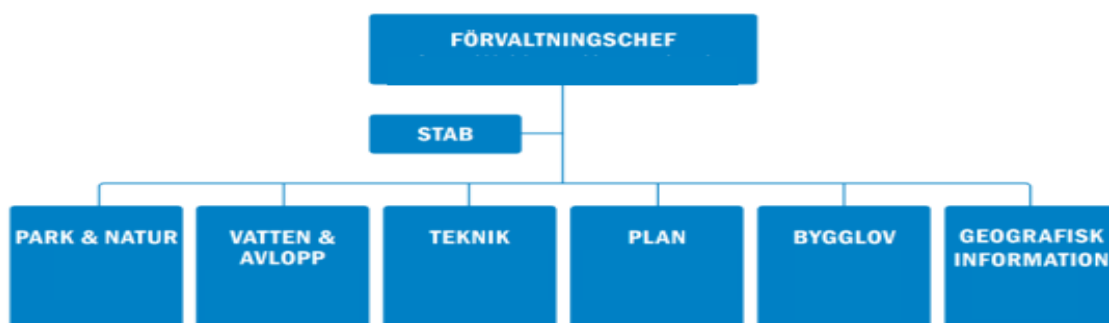 FÖRVALTNINGSCHEF
STAB
PARK & NATUR
VATTEN &
AVLOPP
TEKNIK
PLAN
BYGGLOV
GEOGRAFISK
INFORMATION